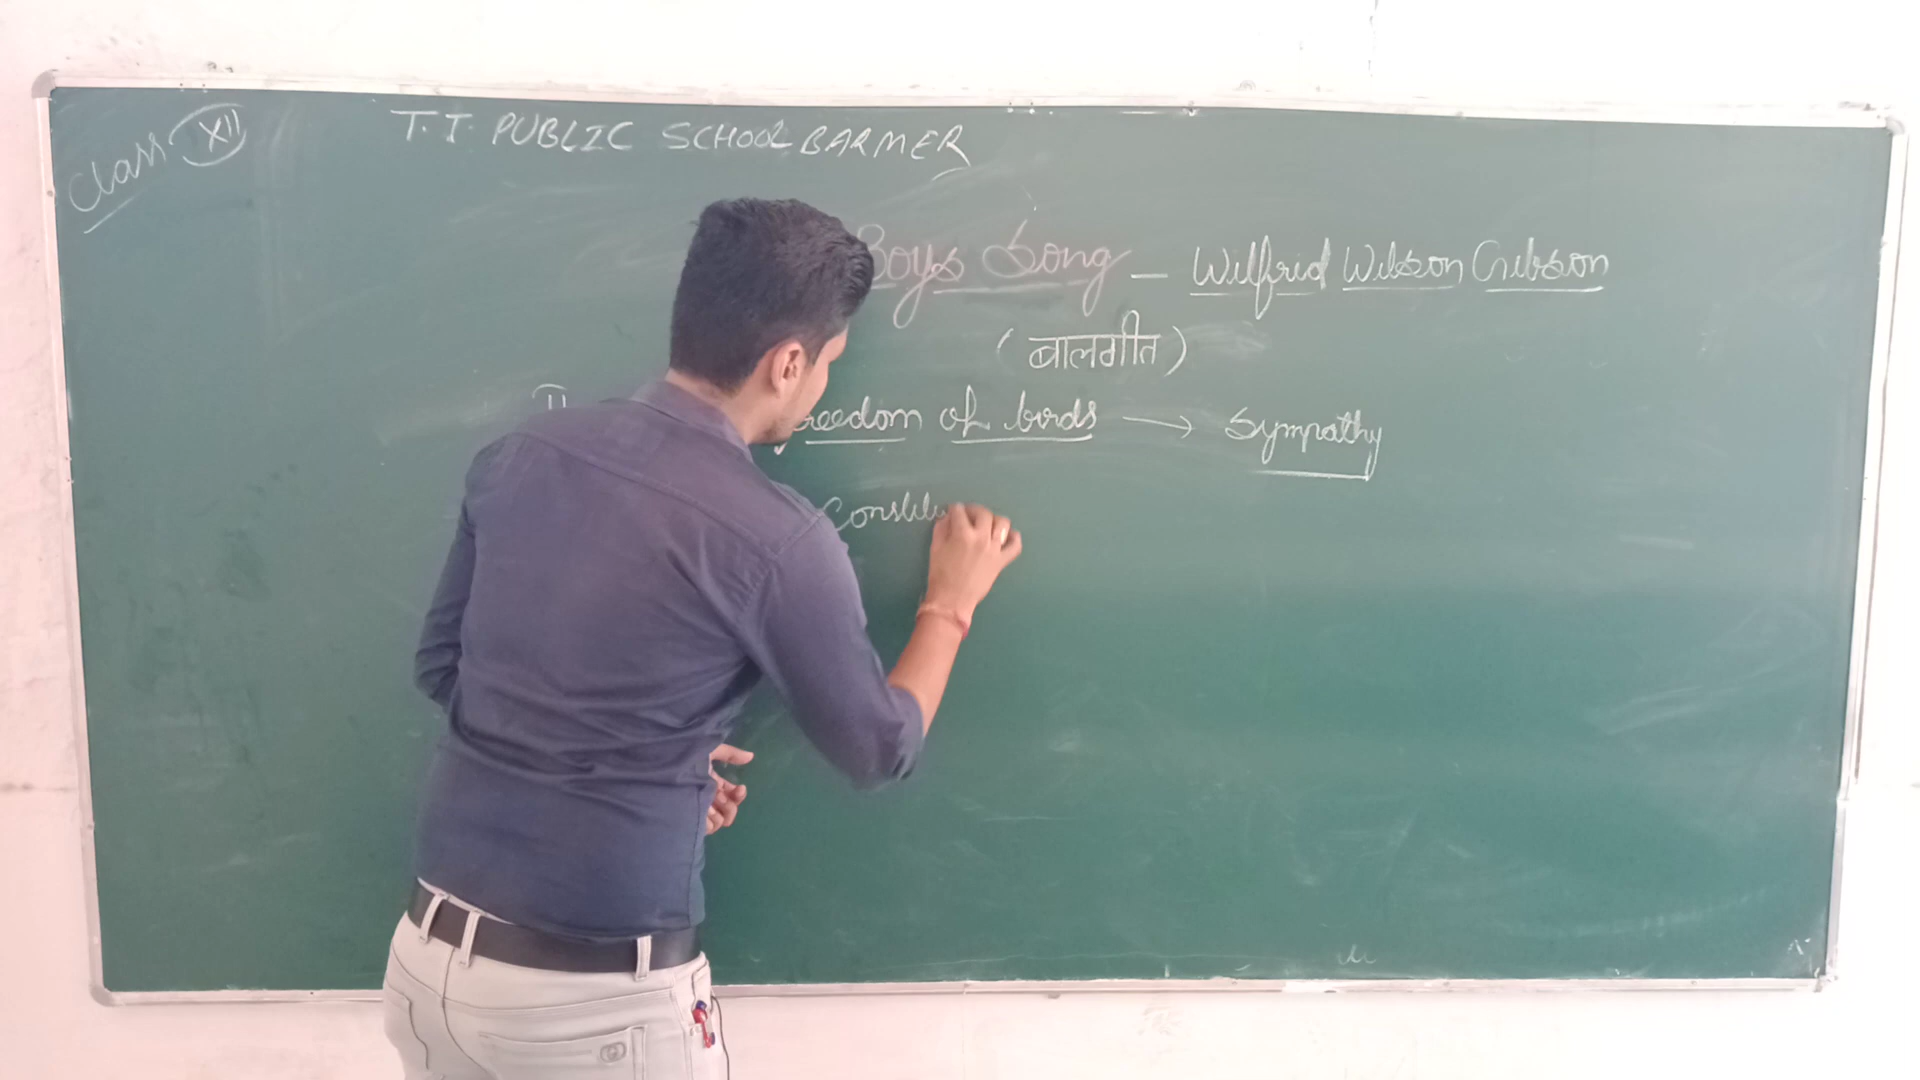 Class XII
T.T. PUBLIC SCHOOL BARMER
Boys Song - Wilfrid Wilson Gibson
(बालगीत)
reedom of birds → Sympathy